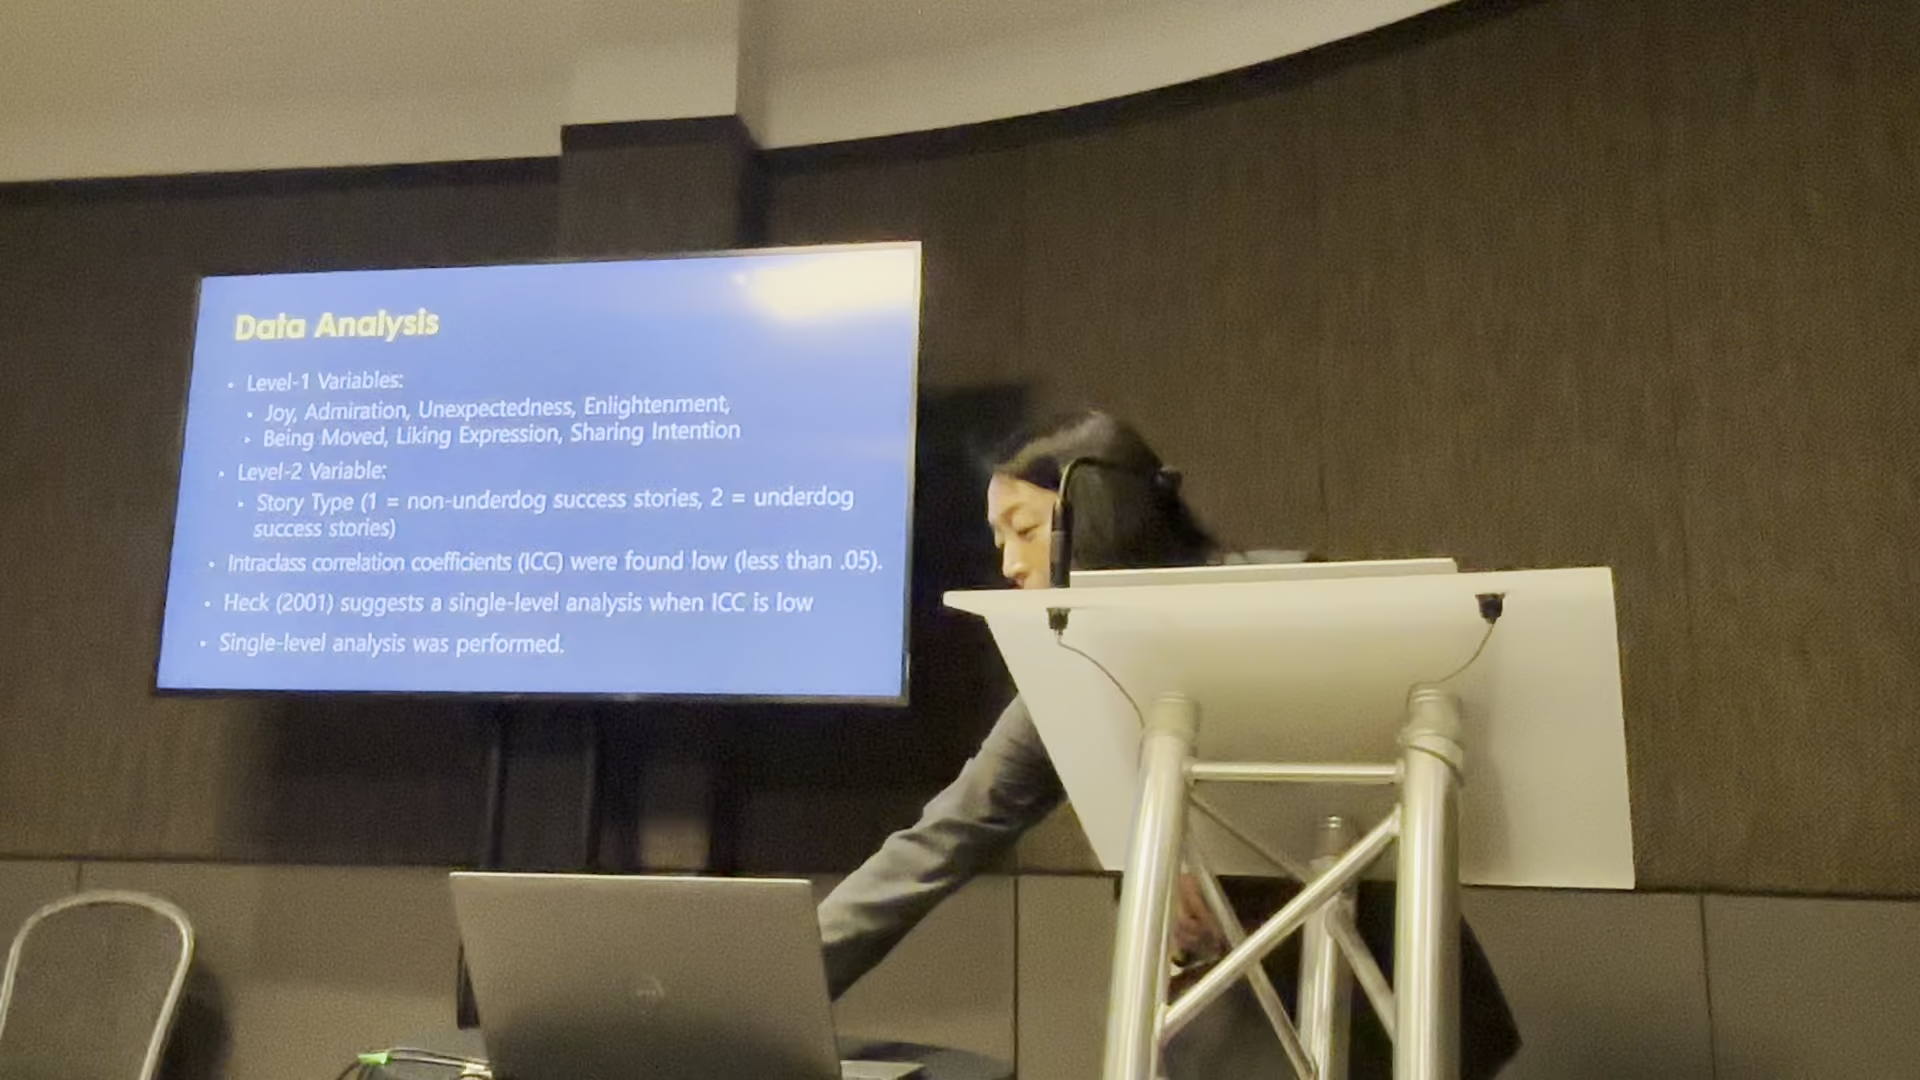 Data Analysis
• Level-1 Variables:
• Joy, Admiration, Unexpectedness, Enlightenment,
• Being Moved, Liking Expression, Sharing Intention
• Level-2 Variable:
• Story Type (1 = non-underdog success stories, 2 = underdog
success stories)
• Intraclass correlation coefficients (ICC) were found low (less than .05).
• Heck (2001) suggests a single-level analysis when ICC is low
• Single-level analysis was performed.